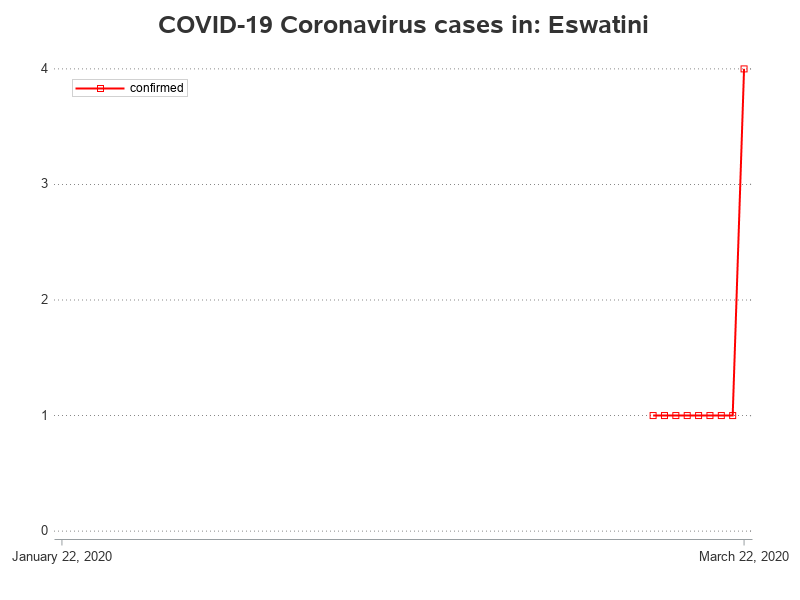 COVID-19 Coronavirus cases in: Eswatini
4
confirmed
3
2
1
0
January 22, 2020
March 22, 2020